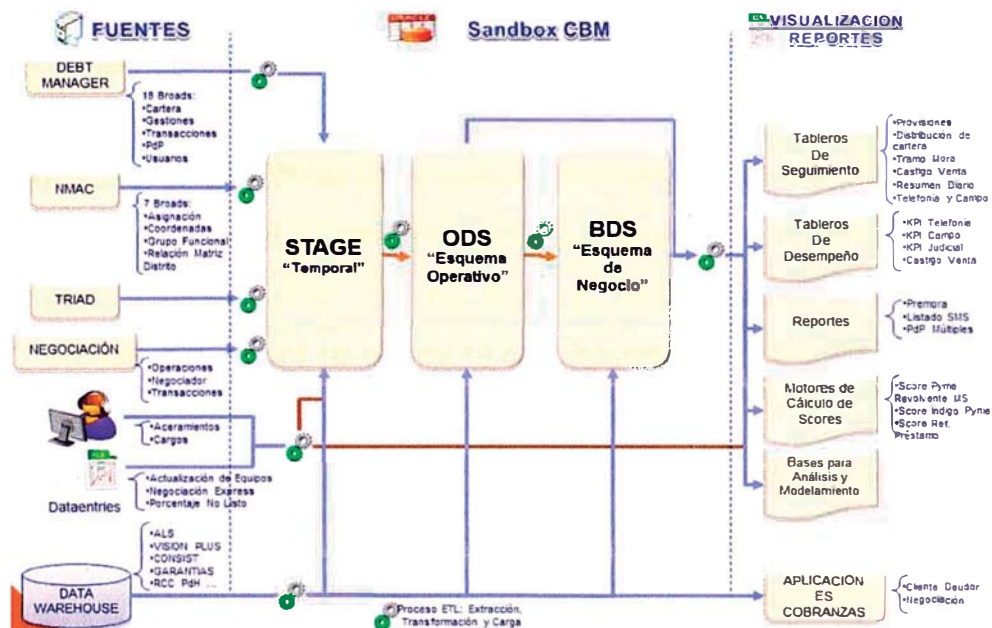 FUENTES
Sandbox CBM
VISUALIZACION
REPORTES
DEBT
MANAGER
18 Broads:
•Cartera
•Gestiones
•Transacciones
•PdP
•Usuarios
NMAC
7 Broads:
•Asignación
•Coordenadas
•Grupo Funcional
•Relación Matriz
Distrito
TRIAD
NEGOCIACIÓN
•Operaciones
•Negociador
•Transacciones
•Aceramientos
•Cargos
Dataentries
•Actualización de Equipos
•Negociación Express
•Porcentaje No Listo
DATA
WAREHOUSE
•ALS
•VISION PLUS
•CONSIST
•GARANTIAS
•RCC PdH ...
STAGE
"Temporal"
ODS
"Esquema
Operativo"
BDS
"Esquema
de
Negocio"
Proceso ETL: Extracción,
Transformación y Carga
Tableros
De
Seguimiento
•Provisiones
•Distribución de
cartera
•Tramo Mora
•Castigo Venta
•Resumen Diario
•Telefonía y Campo
Tableros
De
Desempeño
•KPI Telefonía
•KPI Campo
•KPI Judicial
•Castigo Venta
Reportes
•Premora
•Listado SMS
•PdP Múltiples
Motores de
Cálculo de
Scores
•Score Pyme
Revolvente MS
•Score Indigo Pyme
•Score Ref.
Préstamo
Bases para
Análisis y
Modelamiento
APLICACION
ES
COBRANZAS
•Cliente Deudor
•Negociación